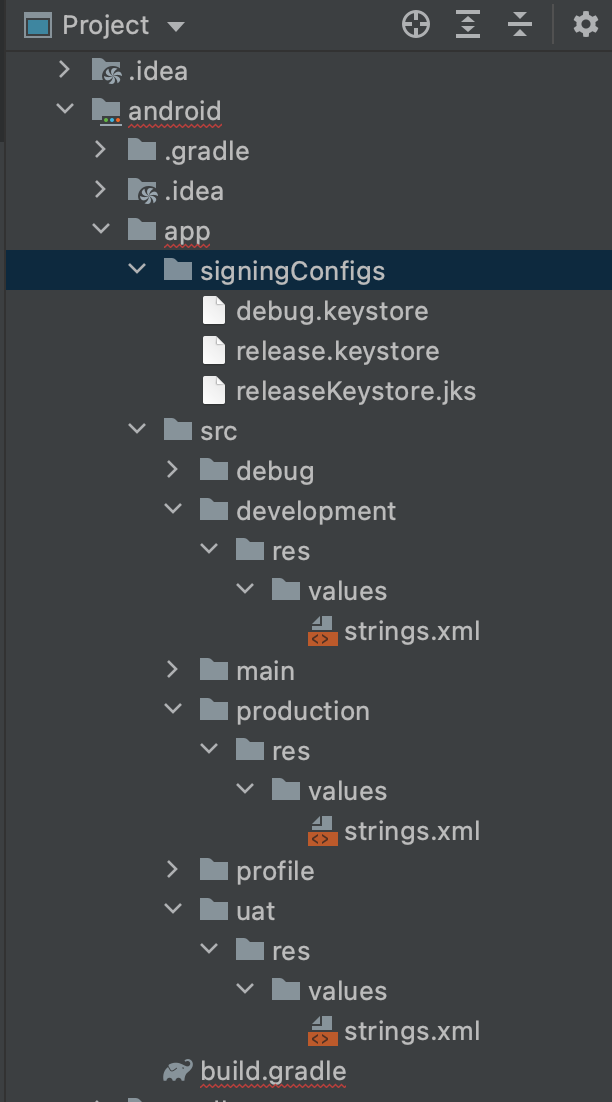 Project
.idea
android
.gradle
.idea
app
signingConfigs
debug.keystore
release.keystore
releaseKeystore.jks
src
debug
development
res
values
strings.xml
main
production
res
values
strings.xml
profile
uat
res
values
strings.xml
build.gradle